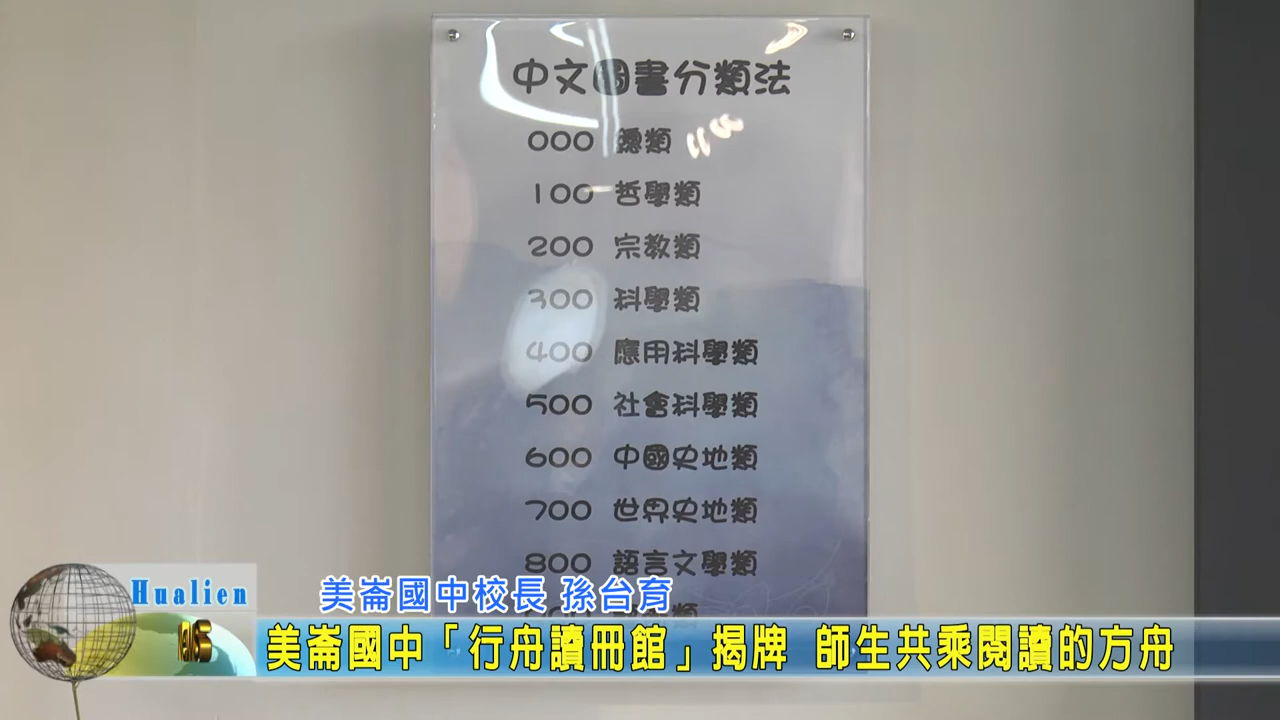 中文圖書分類法
000 總類
100 哲學類
200 宗教類
300 科學類
400 應用科學類
500 社會科學類
600 中國史地類
700 世界史地類
800 語言文學類
類
Hualien
美崙國中校長 孫台育
美崙國中「行舟讀冊館」揭牌 師生共乘閱讀的方舟